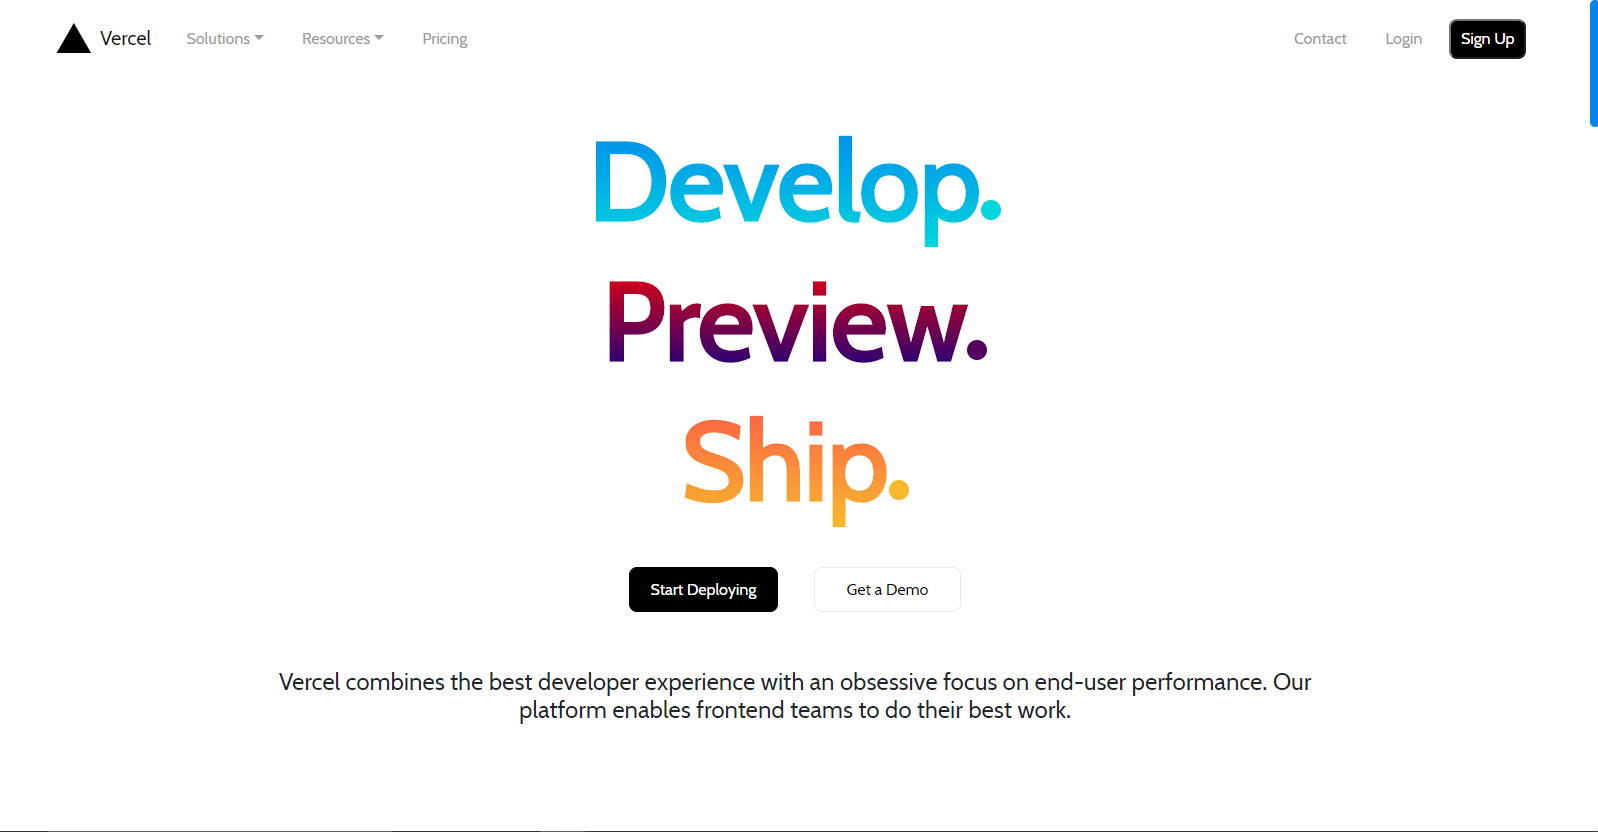 Vercel Solutions Resources Pricing Contact Login Sign Up
Develop.
Preview.
Ship.
Start Deploying Get a Demo
Vercel combines the best developer experience with an obsessive focus on end-user performance. Our
platform enables frontend teams to do their best work.